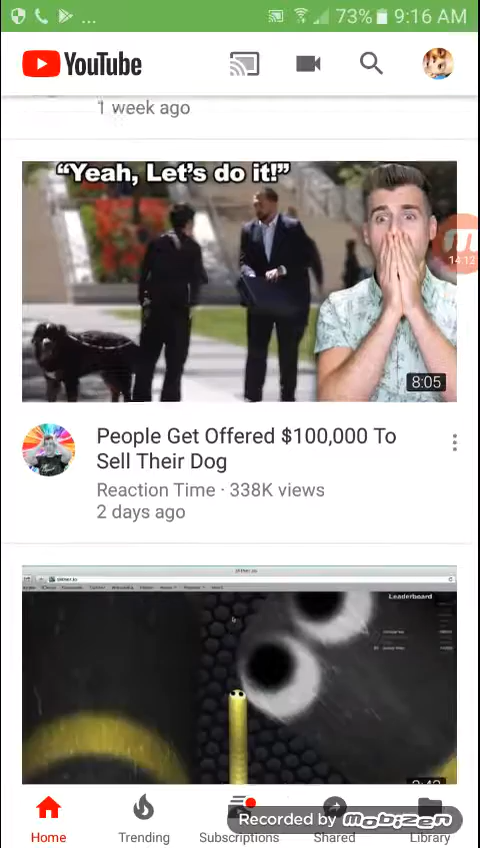 ... 73% 9:16 AM
YouTube
1 week ago
“Yeah, Let's do it!”
14:12
8:05
People Get Offered $100,000 To
Sell Their Dog
Reaction Time · 338K views
2 days ago
Leaderboard
Recorded by Mobizen
Home Trending Subscriptions Shared Library